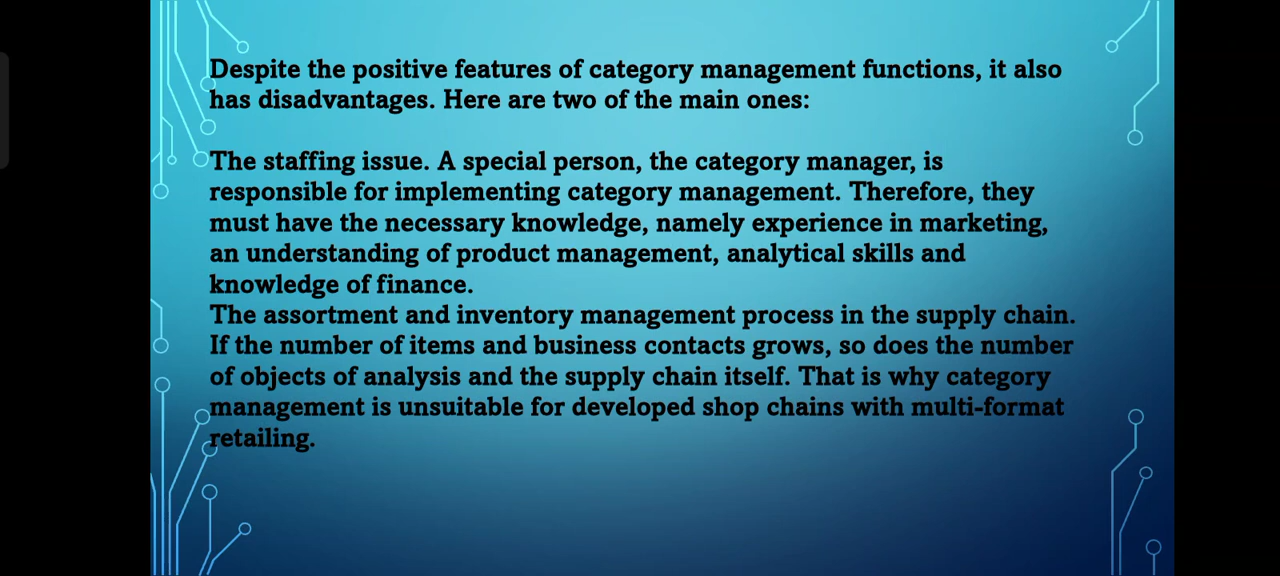 Despite the positive features of category management functions, it also
has disadvantages. Here are two of the main ones:
The staffing issue. A special person, the category manager, is
responsible for implementing category management. Therefore, they
must have the necessary knowledge, namely experience in marketing,
an understanding of product management, analytical skills and
knowledge of finance.
The assortment and inventory management process in the supply chain.
If the number of items and business contacts grows, so does the number
of objects of analysis and the supply chain itself. That is why category
management is unsuitable for developed shop chains with multi-format
retailing.